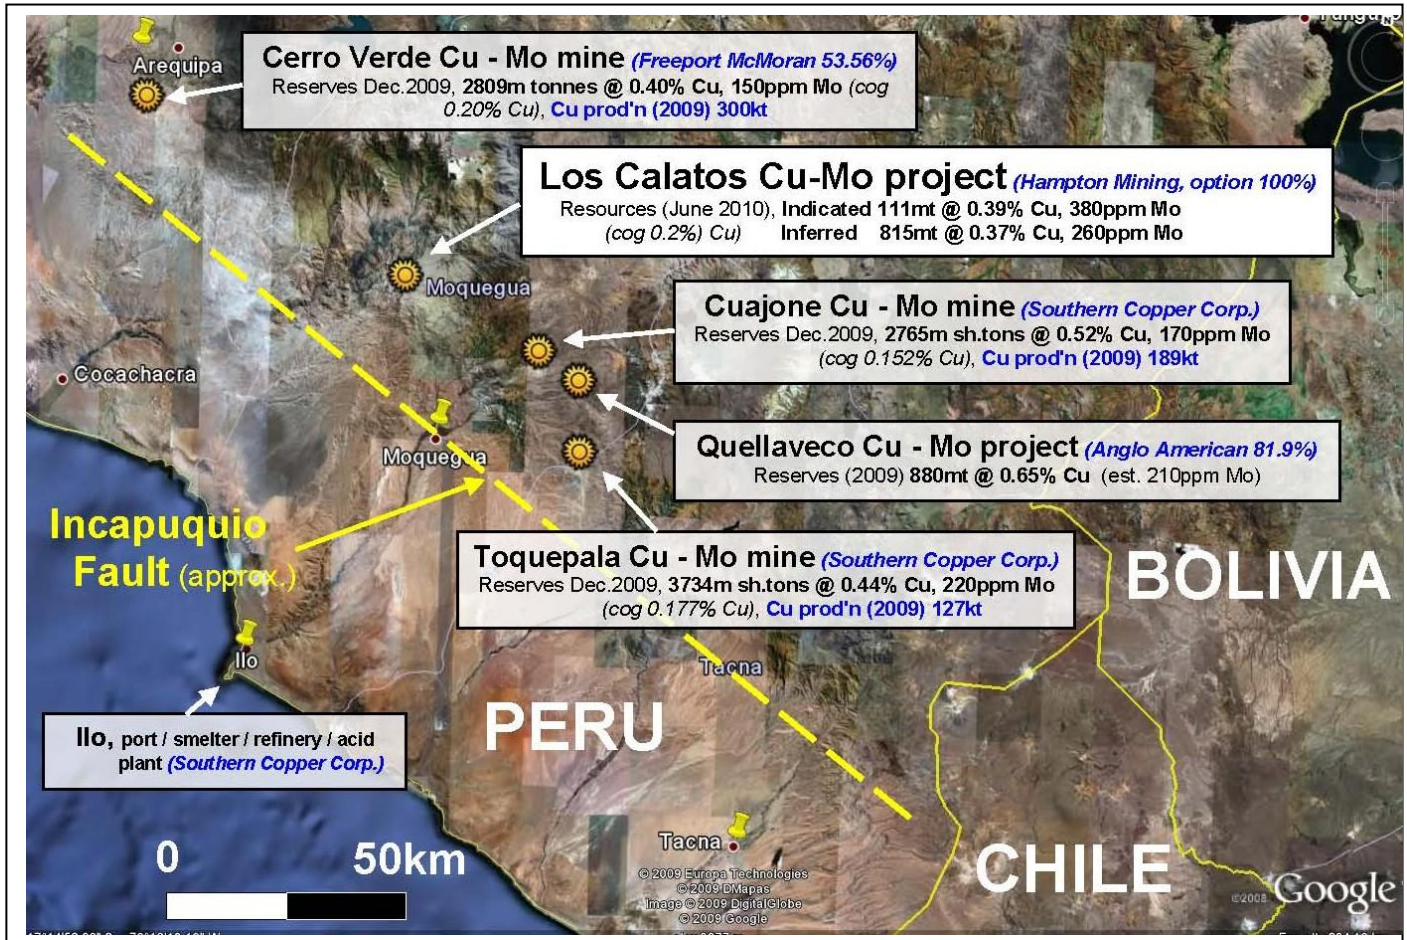 Arequipa
Cerro Verde Cu - Mo mine (Freeport McMoran 53.56%)
Reserves Dec.2009, 2809m tonnes @ 0.40% Cu, 150ppm Mo (cog
0.20% Cu), Cu prod'n (2009) 300kt
Los Calatos Cu-Mo project (Hampton Mining, option 100%)
Resources (June 2010), Indicated 111mt @ 0.39% Cu, 380ppm Mo
(cog 0.2%) Cu) Inferred 815mt @ 0.37% Cu, 260ppm Mo
Moquegua
Cuajone Cu - Mo mine (Southern Copper Corp.)
Reserves Dec.2009, 2765m sh.tons @ 0.52% Cu, 170ppm Mo
(cog 0.152% Cu), Cu prod'n (2009) 189kt
Cocachacra
Moquegua
Quellaveco Cu - Mo project (Anglo American 81.9%)
Reserves (2009) 880mt @ 0.65% Cu (est. 210ppm Mo)
Incapuquio
Fault (approx.)
Toquepala Cu - Mo mine (Southern Copper Corp.)
Reserves Dec.2009, 3734m sh.tons @ 0.44% Cu, 220ppm Mo
(cog 0.177% Cu), Cu prod'n (2009) 127kt
BOLIVIA
Ilo
Tacna
PERU
Ilo, port / smelter / refinery / acid
plant (Southern Copper Corp.)
Tacna
0 50km
CHILE
© 2009 Europa Technologies
© 2009 DMapas
Image © 2009 DigitalGlobe
© 2009 Google
©2008 Google